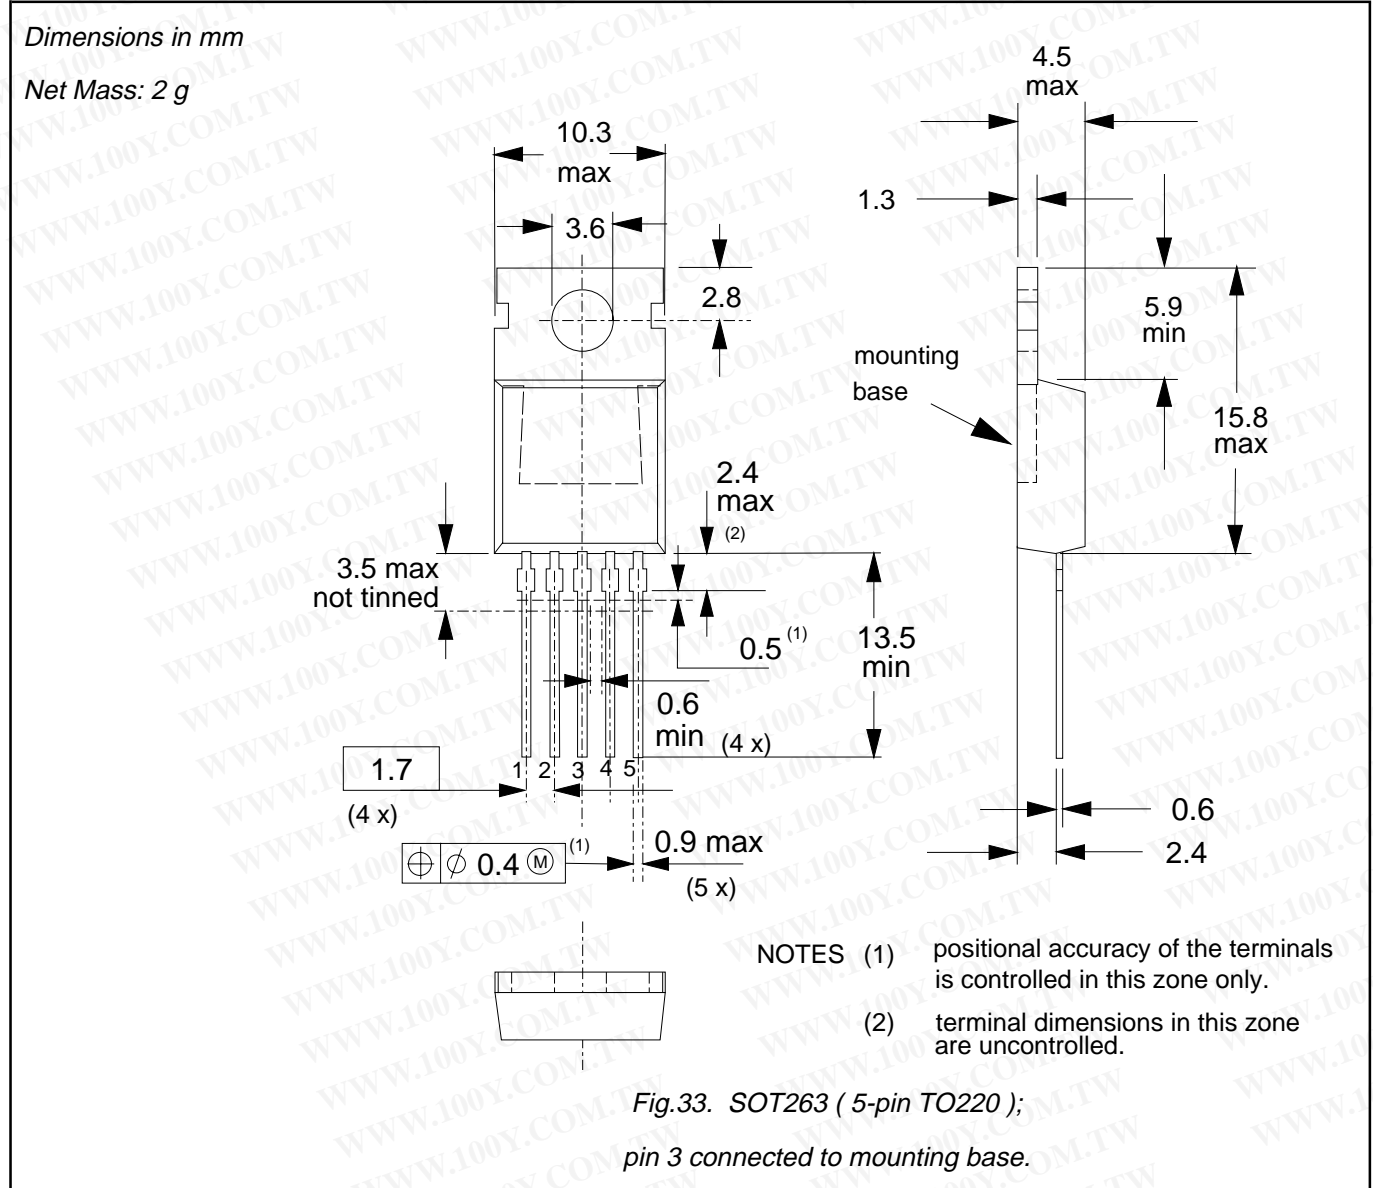 Dimensions in mm
Net Mass: 2 g
10.3
max
3.6
2.8
4.5
max
1.3
5.9
min
15.8
max
mounting
base
2.4
max
(2)
3.5 max
not tinned
0.5 (1)
13.5
min
0.6
min (4 x)
1.7
(4 x)
1 2 3 4 5
0.4 M (1)
0.9 max
(5 x)
0.6
2.4
NOTES (1) positional accuracy of the terminals
is controlled in this zone only.
(2) terminal dimensions in this zone
are uncontrolled.
Fig.33. SOT263 ( 5-pin TO220 );
pin 3 connected to mounting base.
WWW.100Y.COM.TW